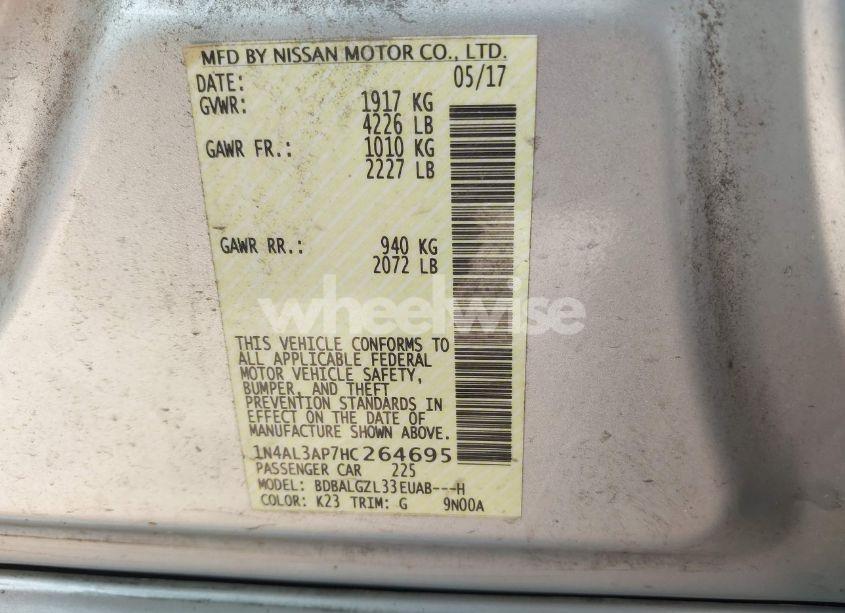 MFD BY NISSAN MOTOR CO., LTD.
DATE: 05/17
GVWR: 1917 KG
4226 LB
GAWR FR.: 1010 KG
2227 LB
GAWR RR.: 940 KG
2072 LB
wheelwise
THIS VEHICLE CONFORMS TO
ALL APPLICABLE FEDERAL
MOTOR VEHICLE SAFETY,
BUMPER, AND THEFT
PREVENTION STANDARDS IN
EFFECT ON THE DATE OF
MANUFACTURE SHOWN ABOVE.
1N4AL3AP7HC264695
PASSENGER CAR 225
MODEL: BDBALGZL33EUAB---H
COLOR: K23 TRIM: G 9N00A